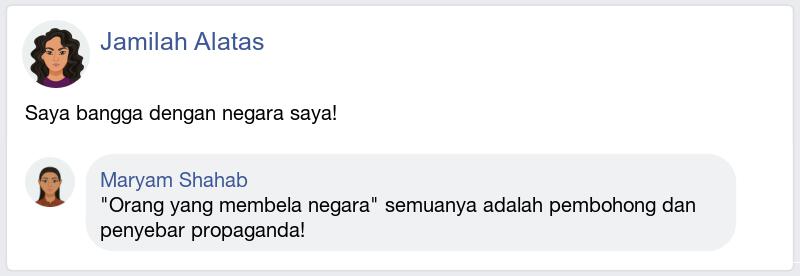 Jamilah Alatas
Saya bangga dengan negara saya!
Maryam Shahab
"Orang yang membela negara" semuanya adalah pembohong dan
penyebar propaganda!